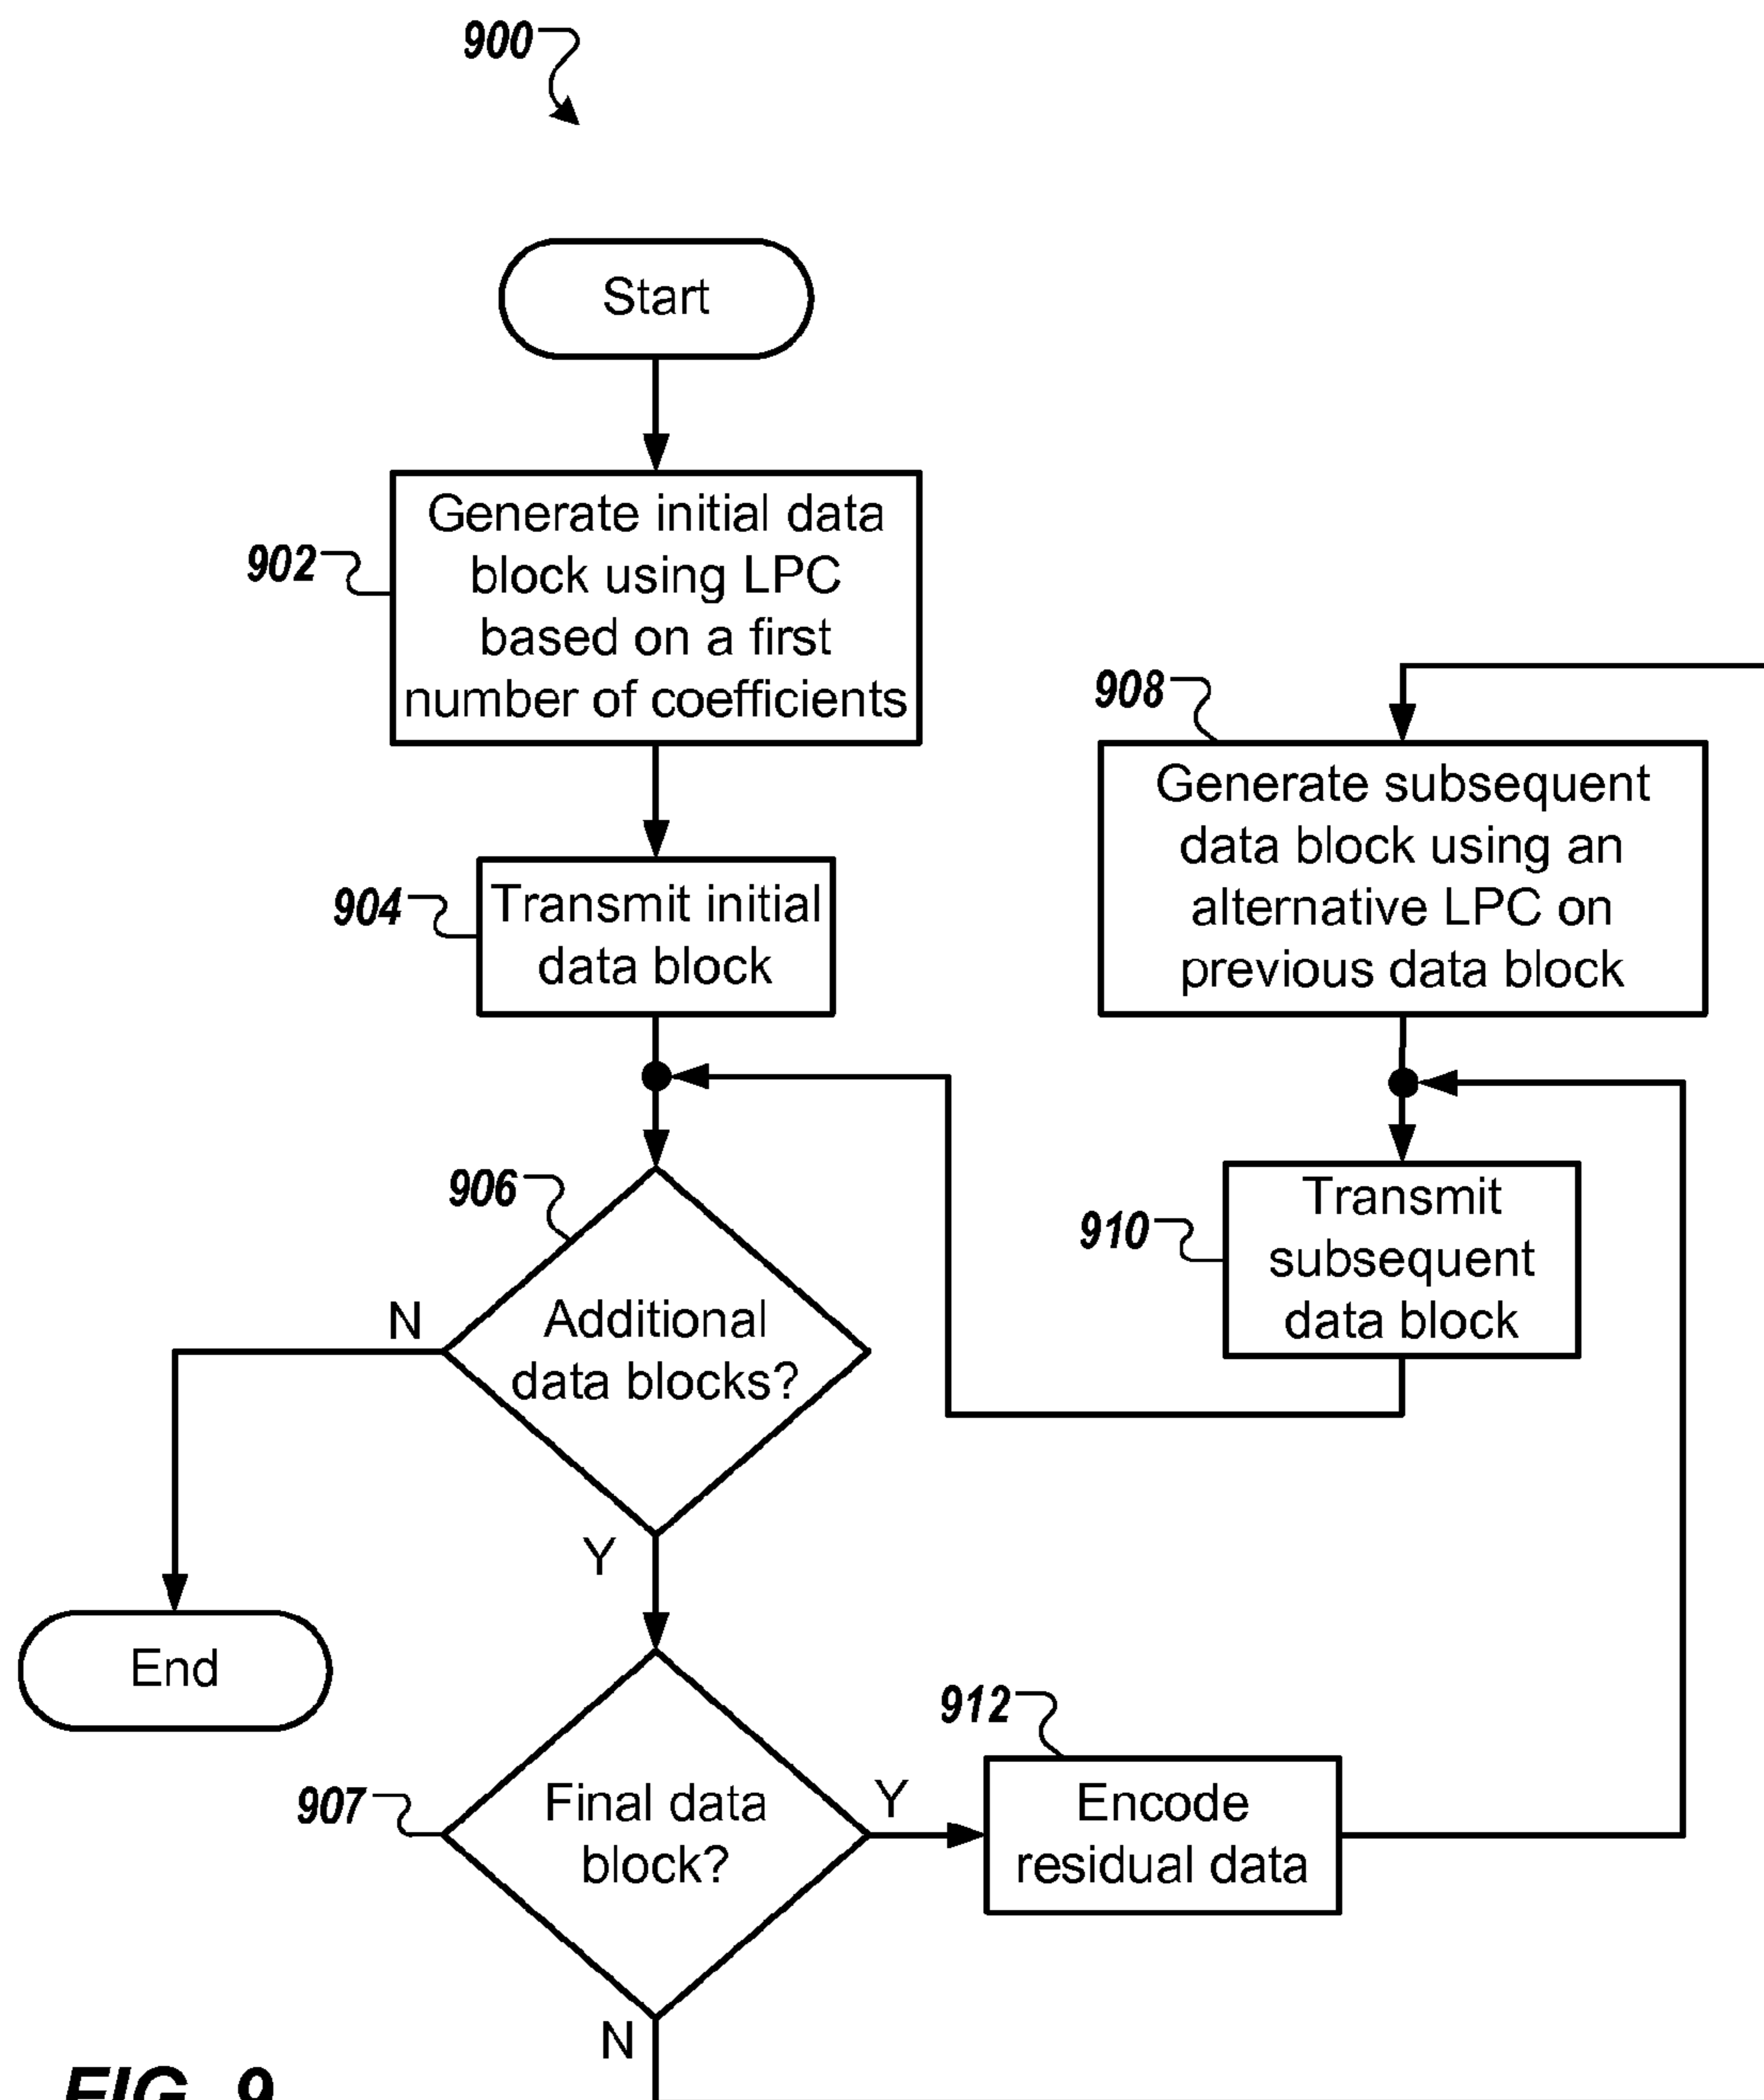 900
Start
902
Generate initial data
block using LPC
based on a first
number of coefficients
904
Transmit initial
data block
906
Additional
data blocks?
N
Y
End
907
Final data
block?
Y
N
912
Encode
residual data
908
Generate subsequent
data block using an
alternative LPC on
previous data block
910
Transmit
subsequent
data block
FIG. 9